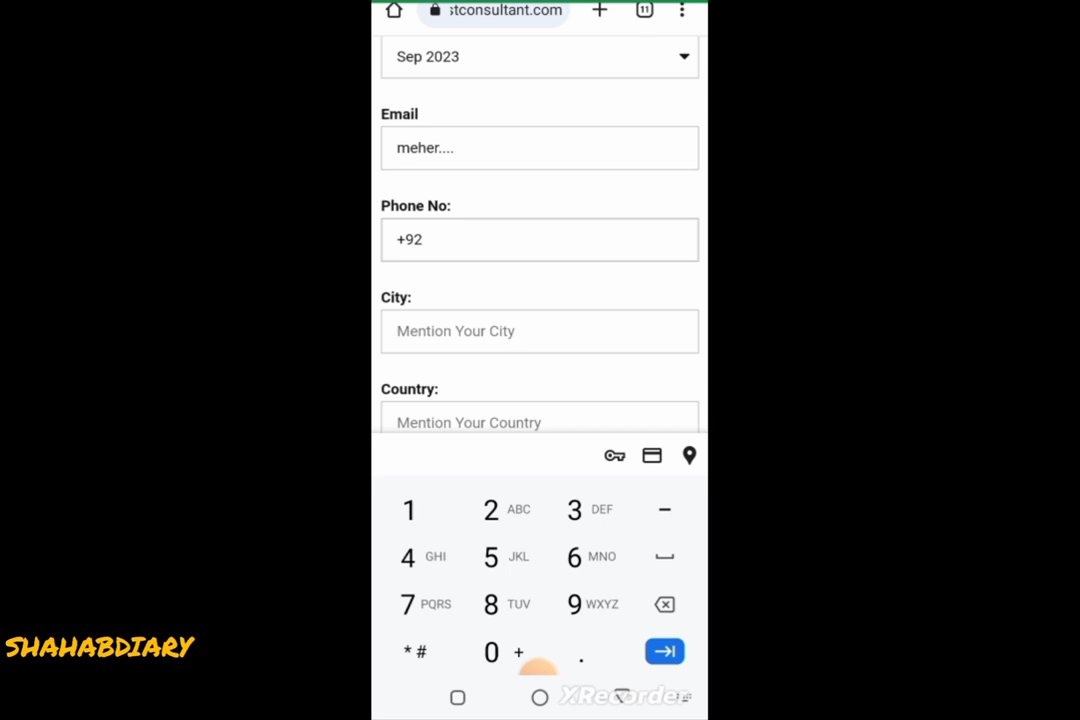 stconsultant.com
11
Sep 2023
Email
meher....
Phone No:
+92
City:
Mention Your City
Country:
Mention Your Country
1 2 ABC 3 DEF -
4 GHI 5 JKL 6 MNO
7 PQRS 8 TUV 9 WXYZ
* # 0 + .
SHAHABDIARY
XRecorder